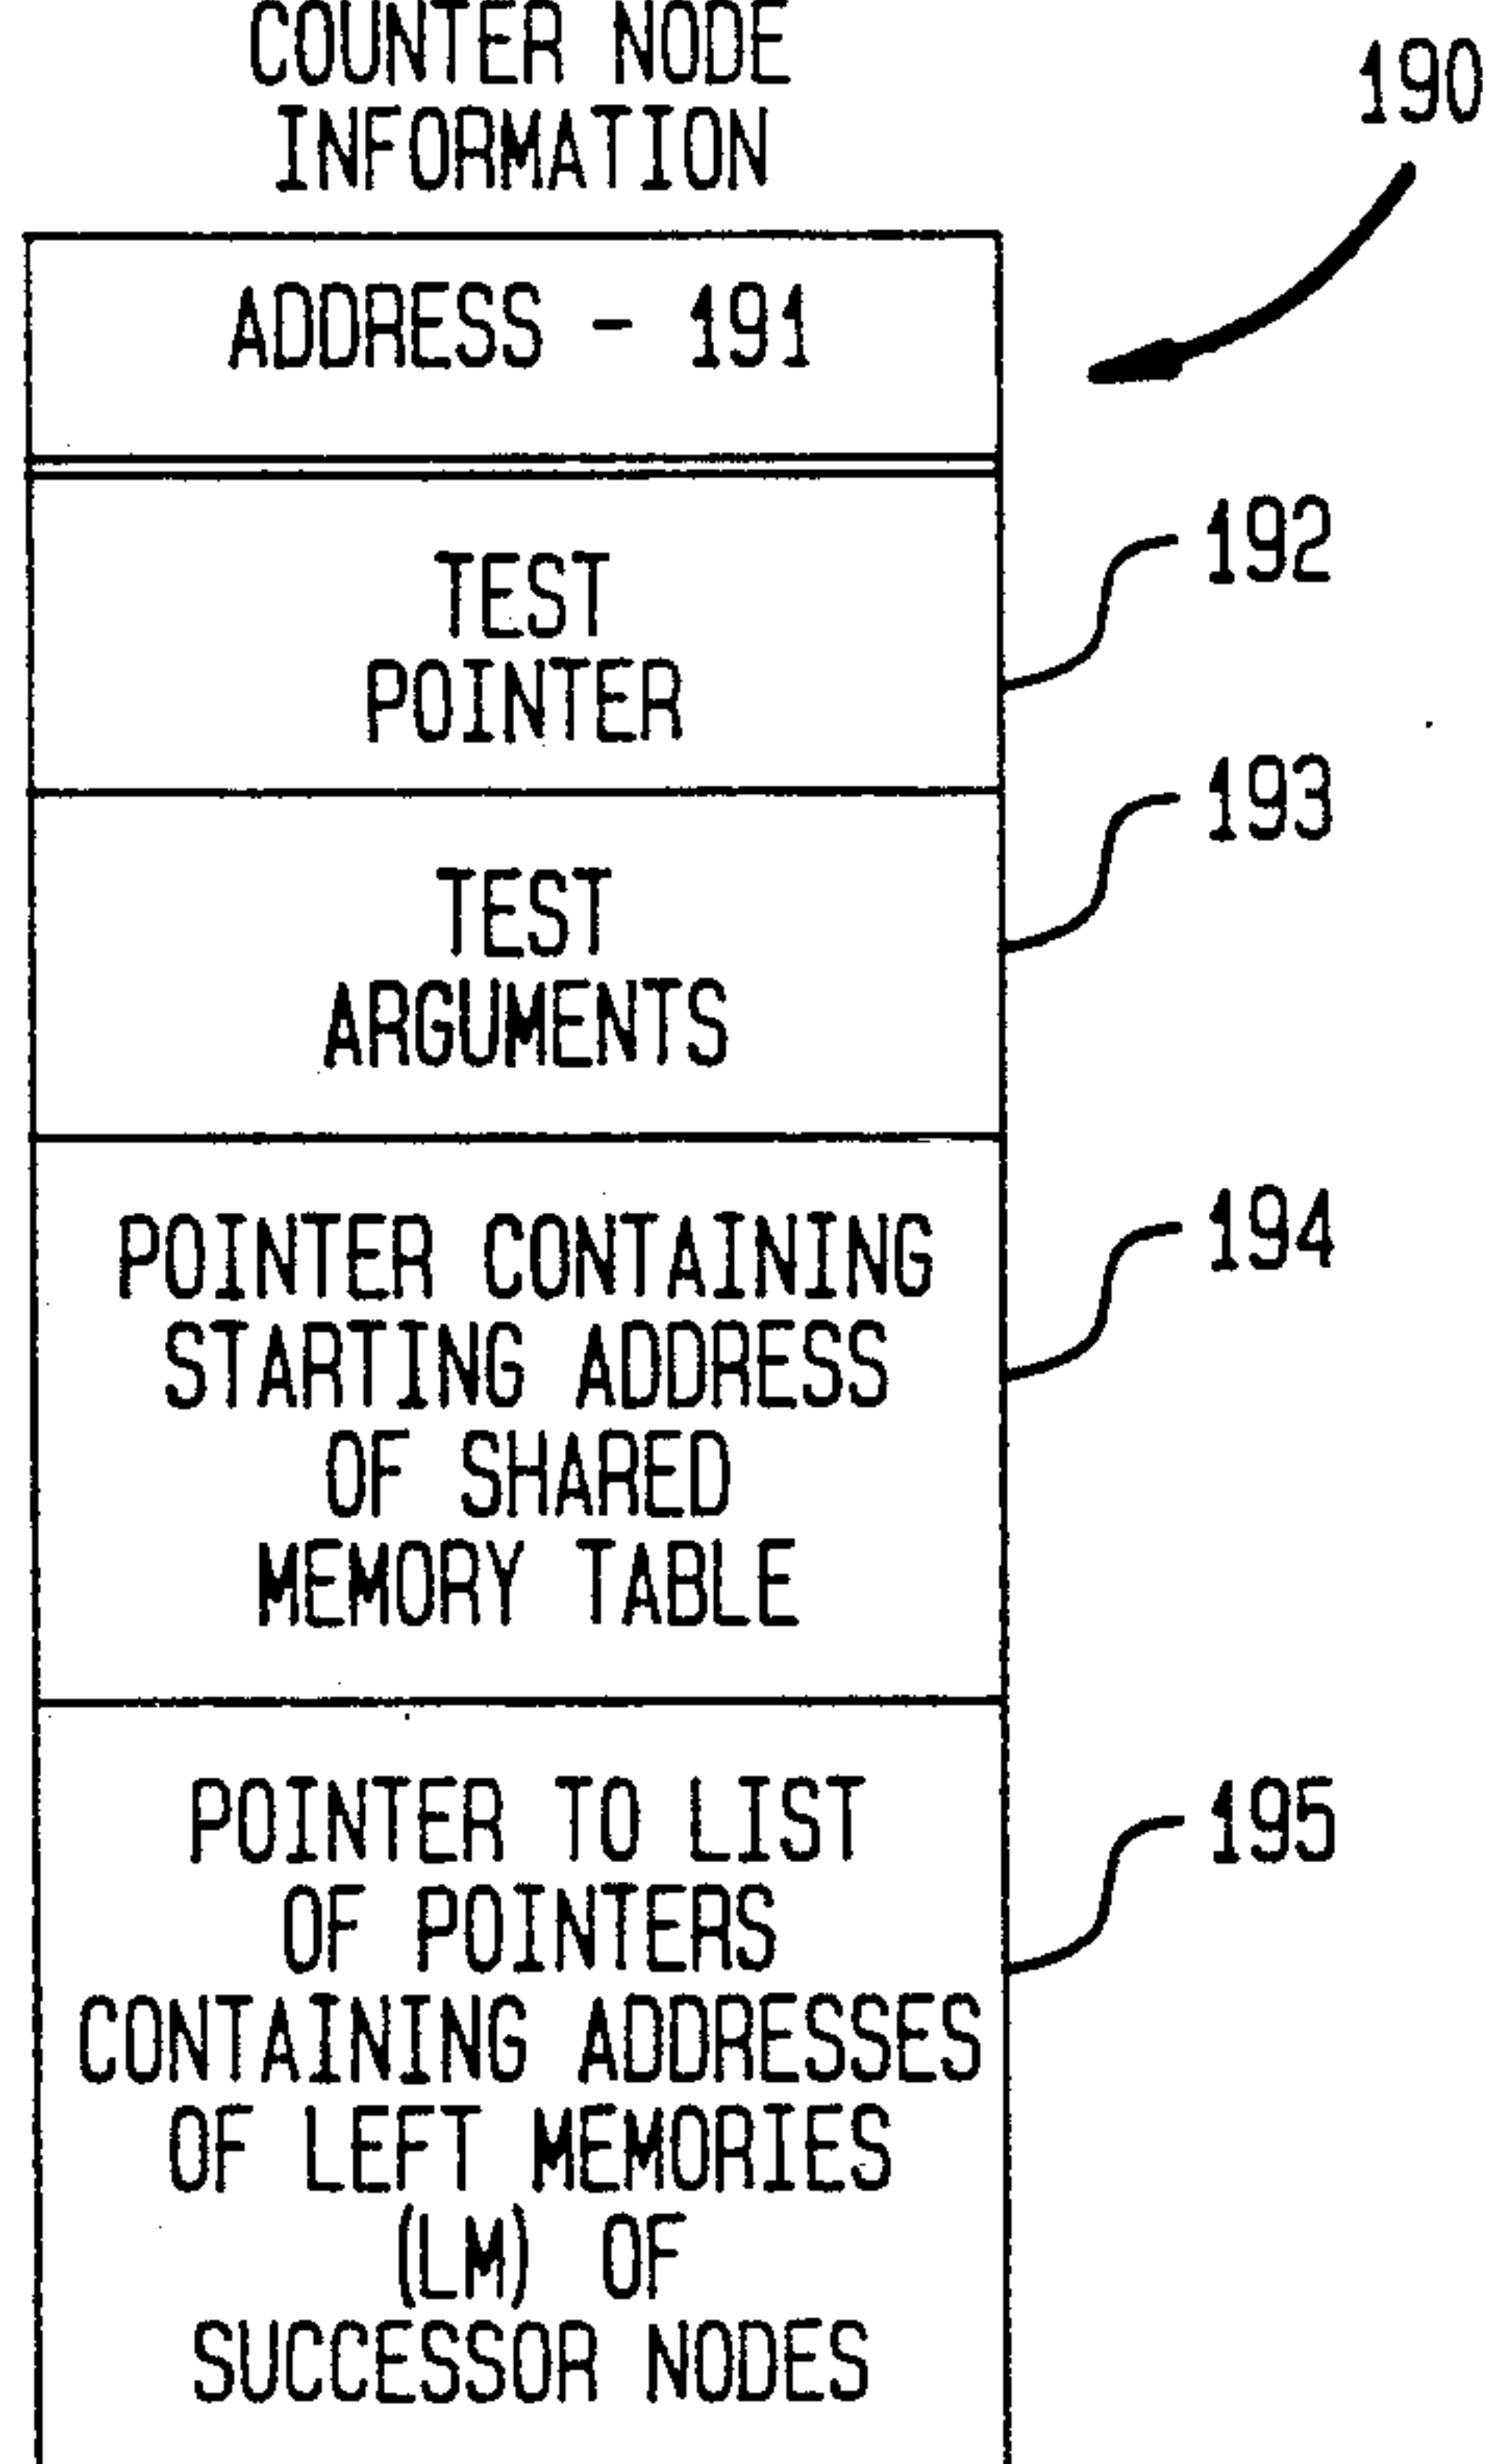 COUNTER NODE
INFORMATION
190
ADDRESS - 191
TEST
POINTER
192
TEST
ARGUMENTS
193
POINTER CONTAINING
STARTING ADDRESS
OF SHARED
MEMORY TABLE
194
POINTER TO LIST
OF POINTERS
CONTAINING ADDRESSES
OF LEFT MEMORIES
(LM) OF
SUCCESSOR NODES
195